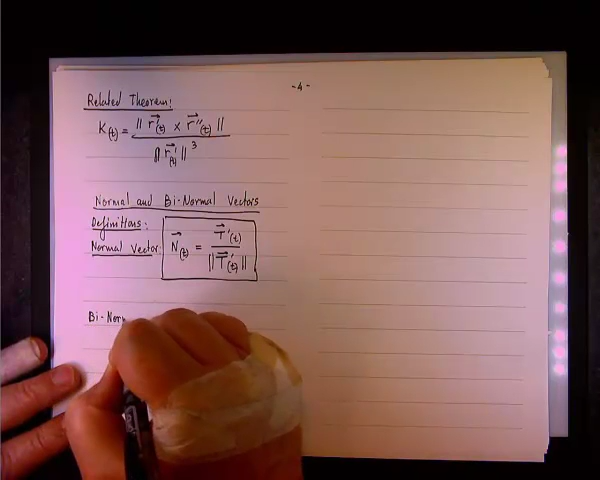 -4-
Related Theorem:
K(t) = ‖ r⃗'(t) × r⃗''(t) ‖ / ‖ r⃗'(t) ‖³
Normal and Bi-Normal Vectors
Definitions:
Normal Vector: N⃗(t) = T⃗'(t) / ‖ T⃗'(t) ‖
Bi-Nor